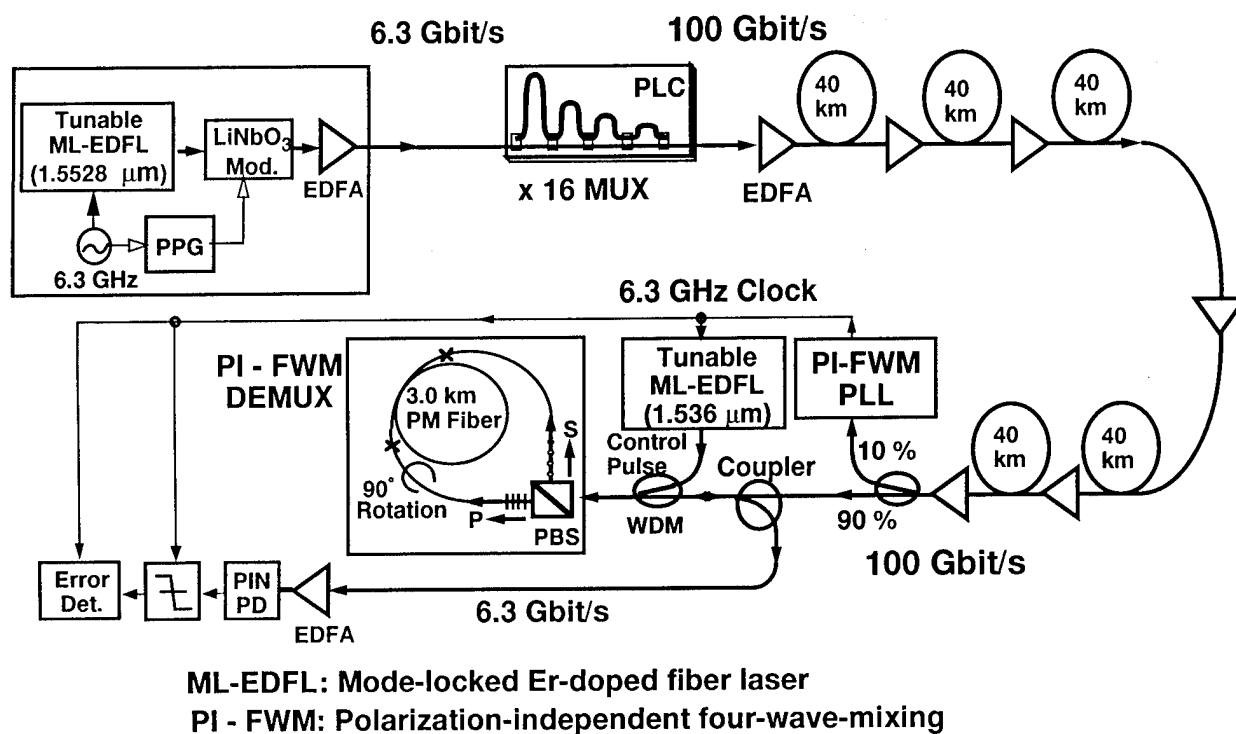 6.3 Gbit/s
100 Gbit/s
Tunable
ML-EDFL
(1.5528 μm)
LiNbO3
Mod.
EDFA
PPG
6.3 GHz
PLC
x 16 MUX
EDFA
40
km
40
km
40
km
6.3 GHz Clock
PI - FWM
DEMUX
3.0 km
PM Fiber
90°
Rotation
S
P
PBS
Tunable
ML-EDFL
(1.536 μm)
Control
Pulse
WDM
Coupler
PI-FWM
PLL
10 %
90 %
40
km
40
km
100 Gbit/s
Error
Det.
PIN
PD
EDFA
6.3 Gbit/s
ML-EDFL: Mode-locked Er-doped fiber laser
PI - FWM: Polarization-independent four-wave-mixing